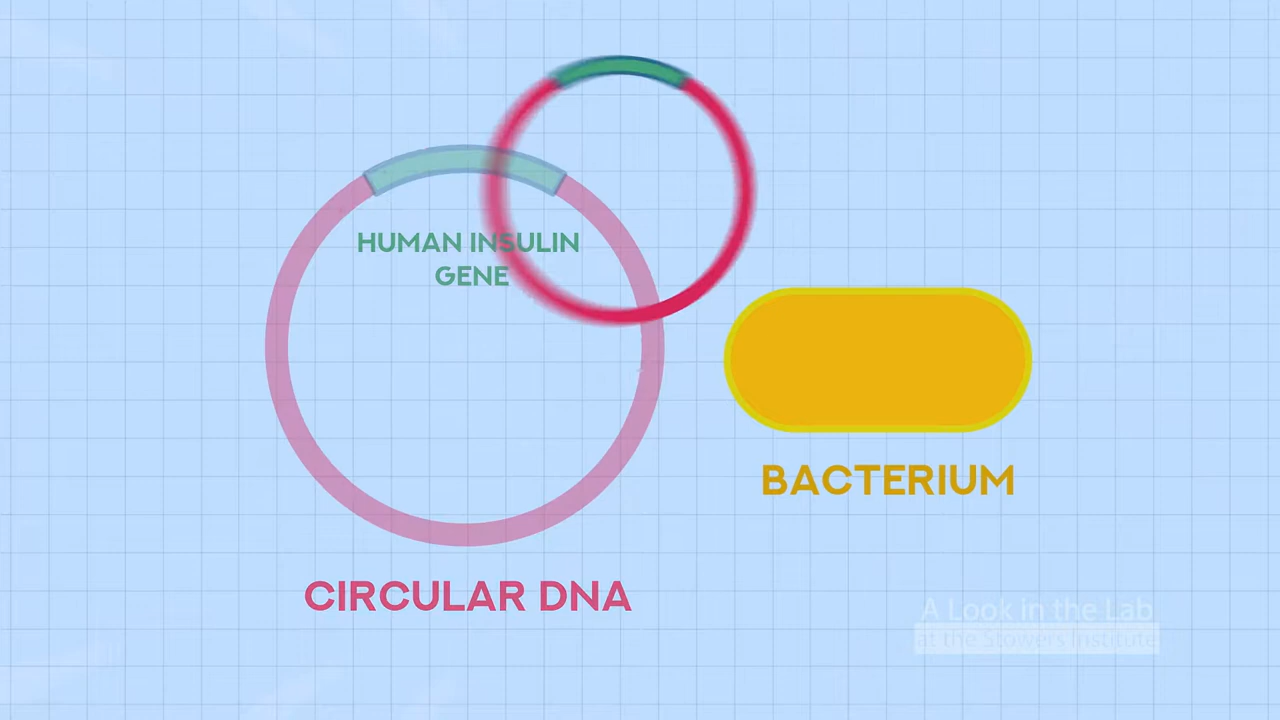 HUMAN INSULIN
GENE
BACTERIUM
CIRCULAR DNA
A Look in the Lab
at the Stowers Institute